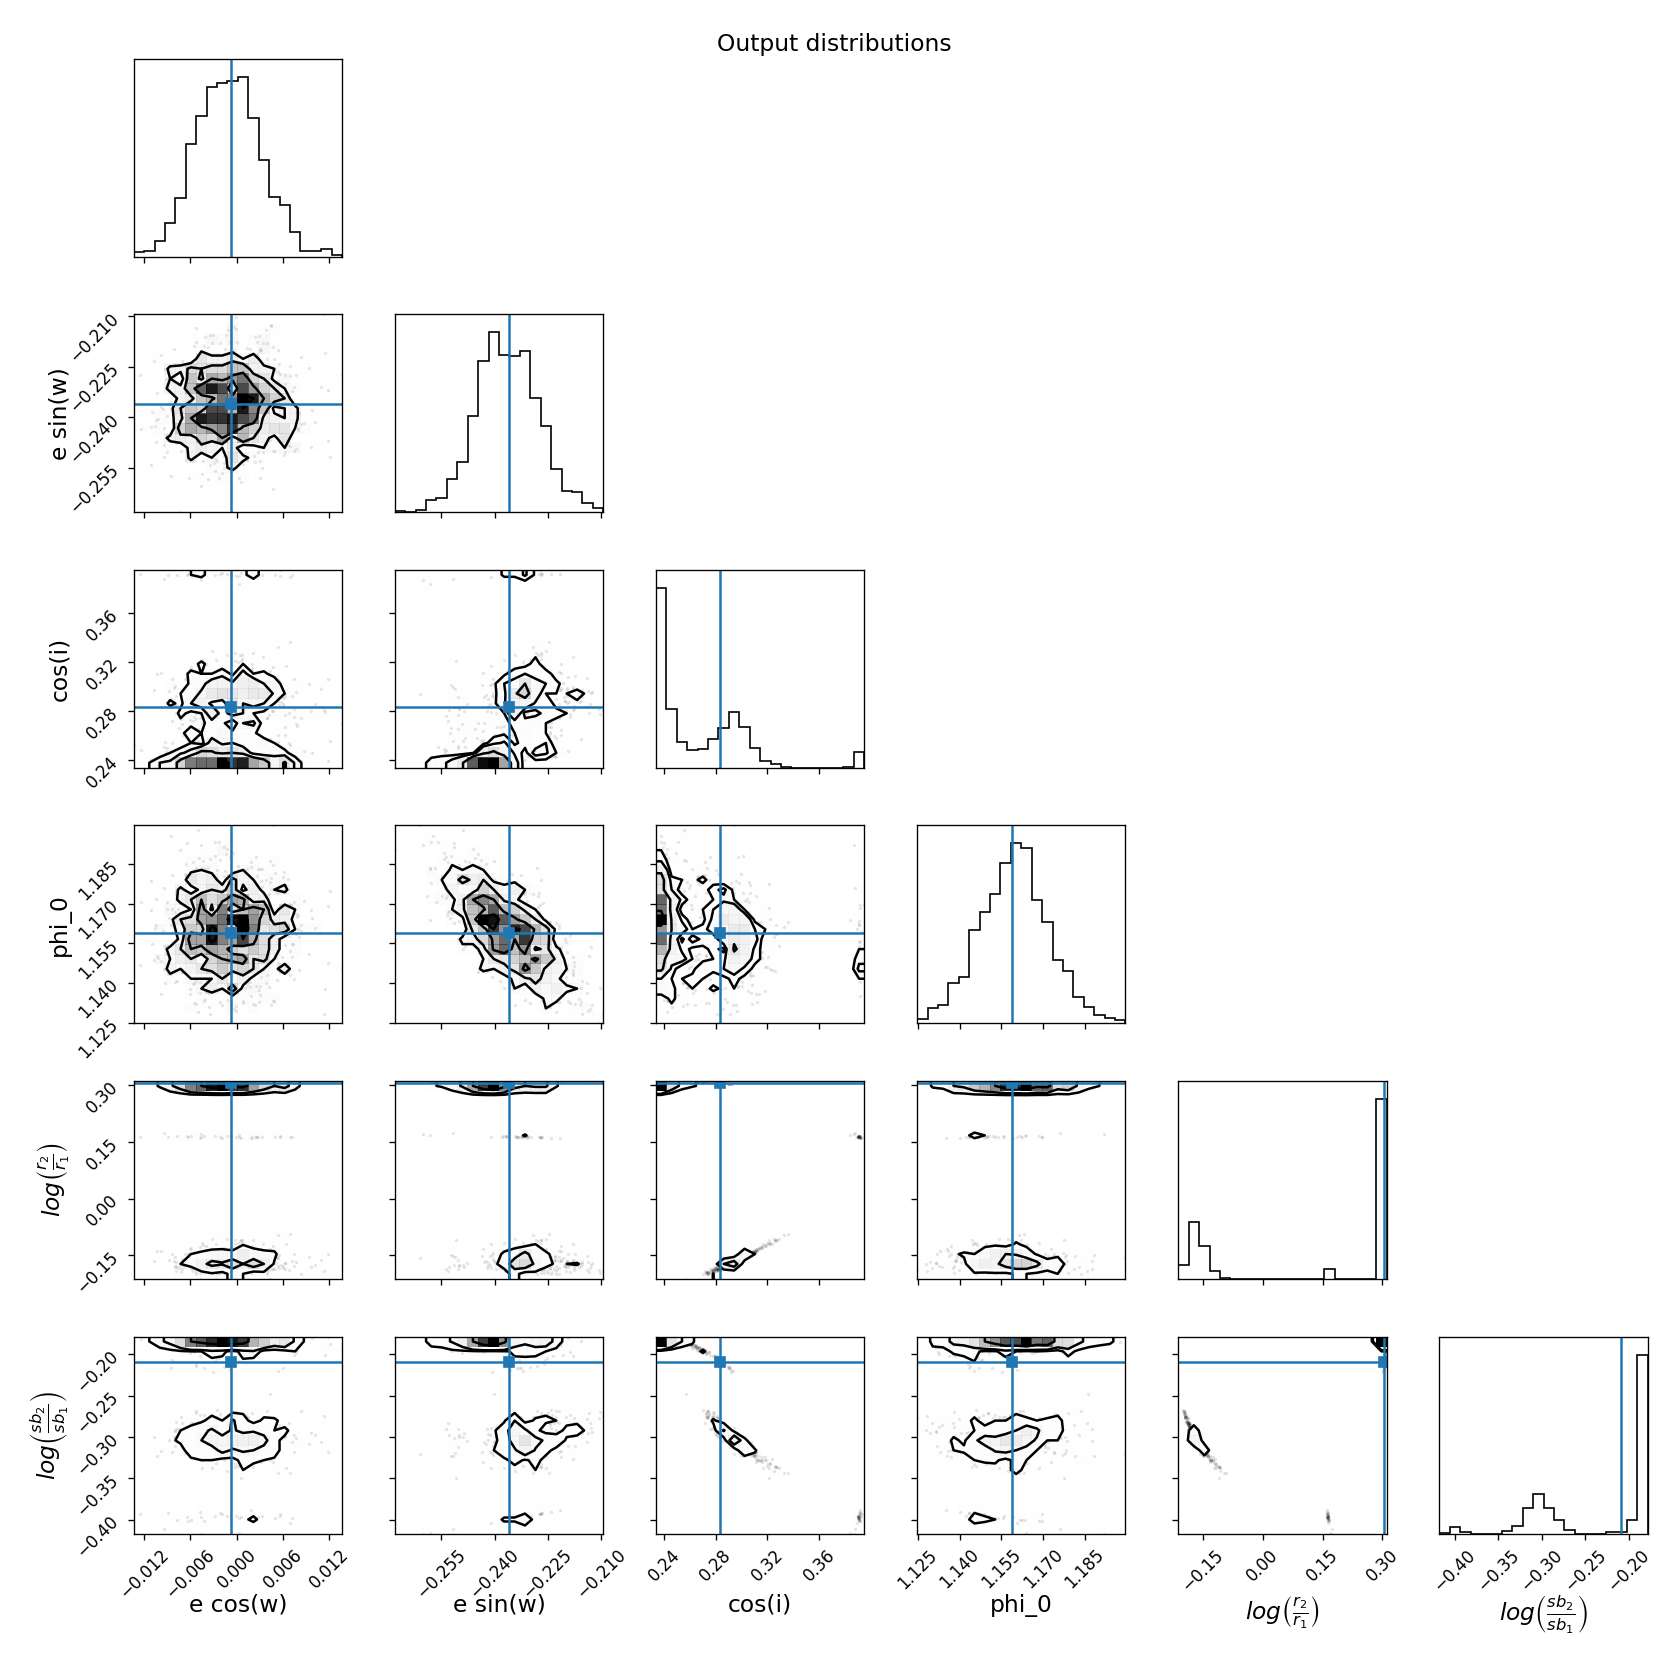 Output distributions
e sin(w)
−0.210
−0.225
−0.240
−0.255
cos(i)
0.36
0.32
0.28
0.24
phi_0
1.185
1.170
1.155
1.140
1.125
log(r₂/r₁)
0.30
0.15
0.00
−0.15
log(sb₂/sb₁)
−0.20
−0.25
−0.30
−0.35
−0.40
−0.012 −0.006 0.000 0.006 0.012
−0.255 −0.240 −0.225 −0.210
0.24 0.28 0.32 0.36
1.125 1.140 1.155 1.170 1.185
−0.15 0.00 0.15 0.30
−0.40 −0.35 −0.30 −0.25 −0.20
e cos(w) e sin(w) cos(i) phi_0 log(r₂/r₁) log(sb₂/sb₁)